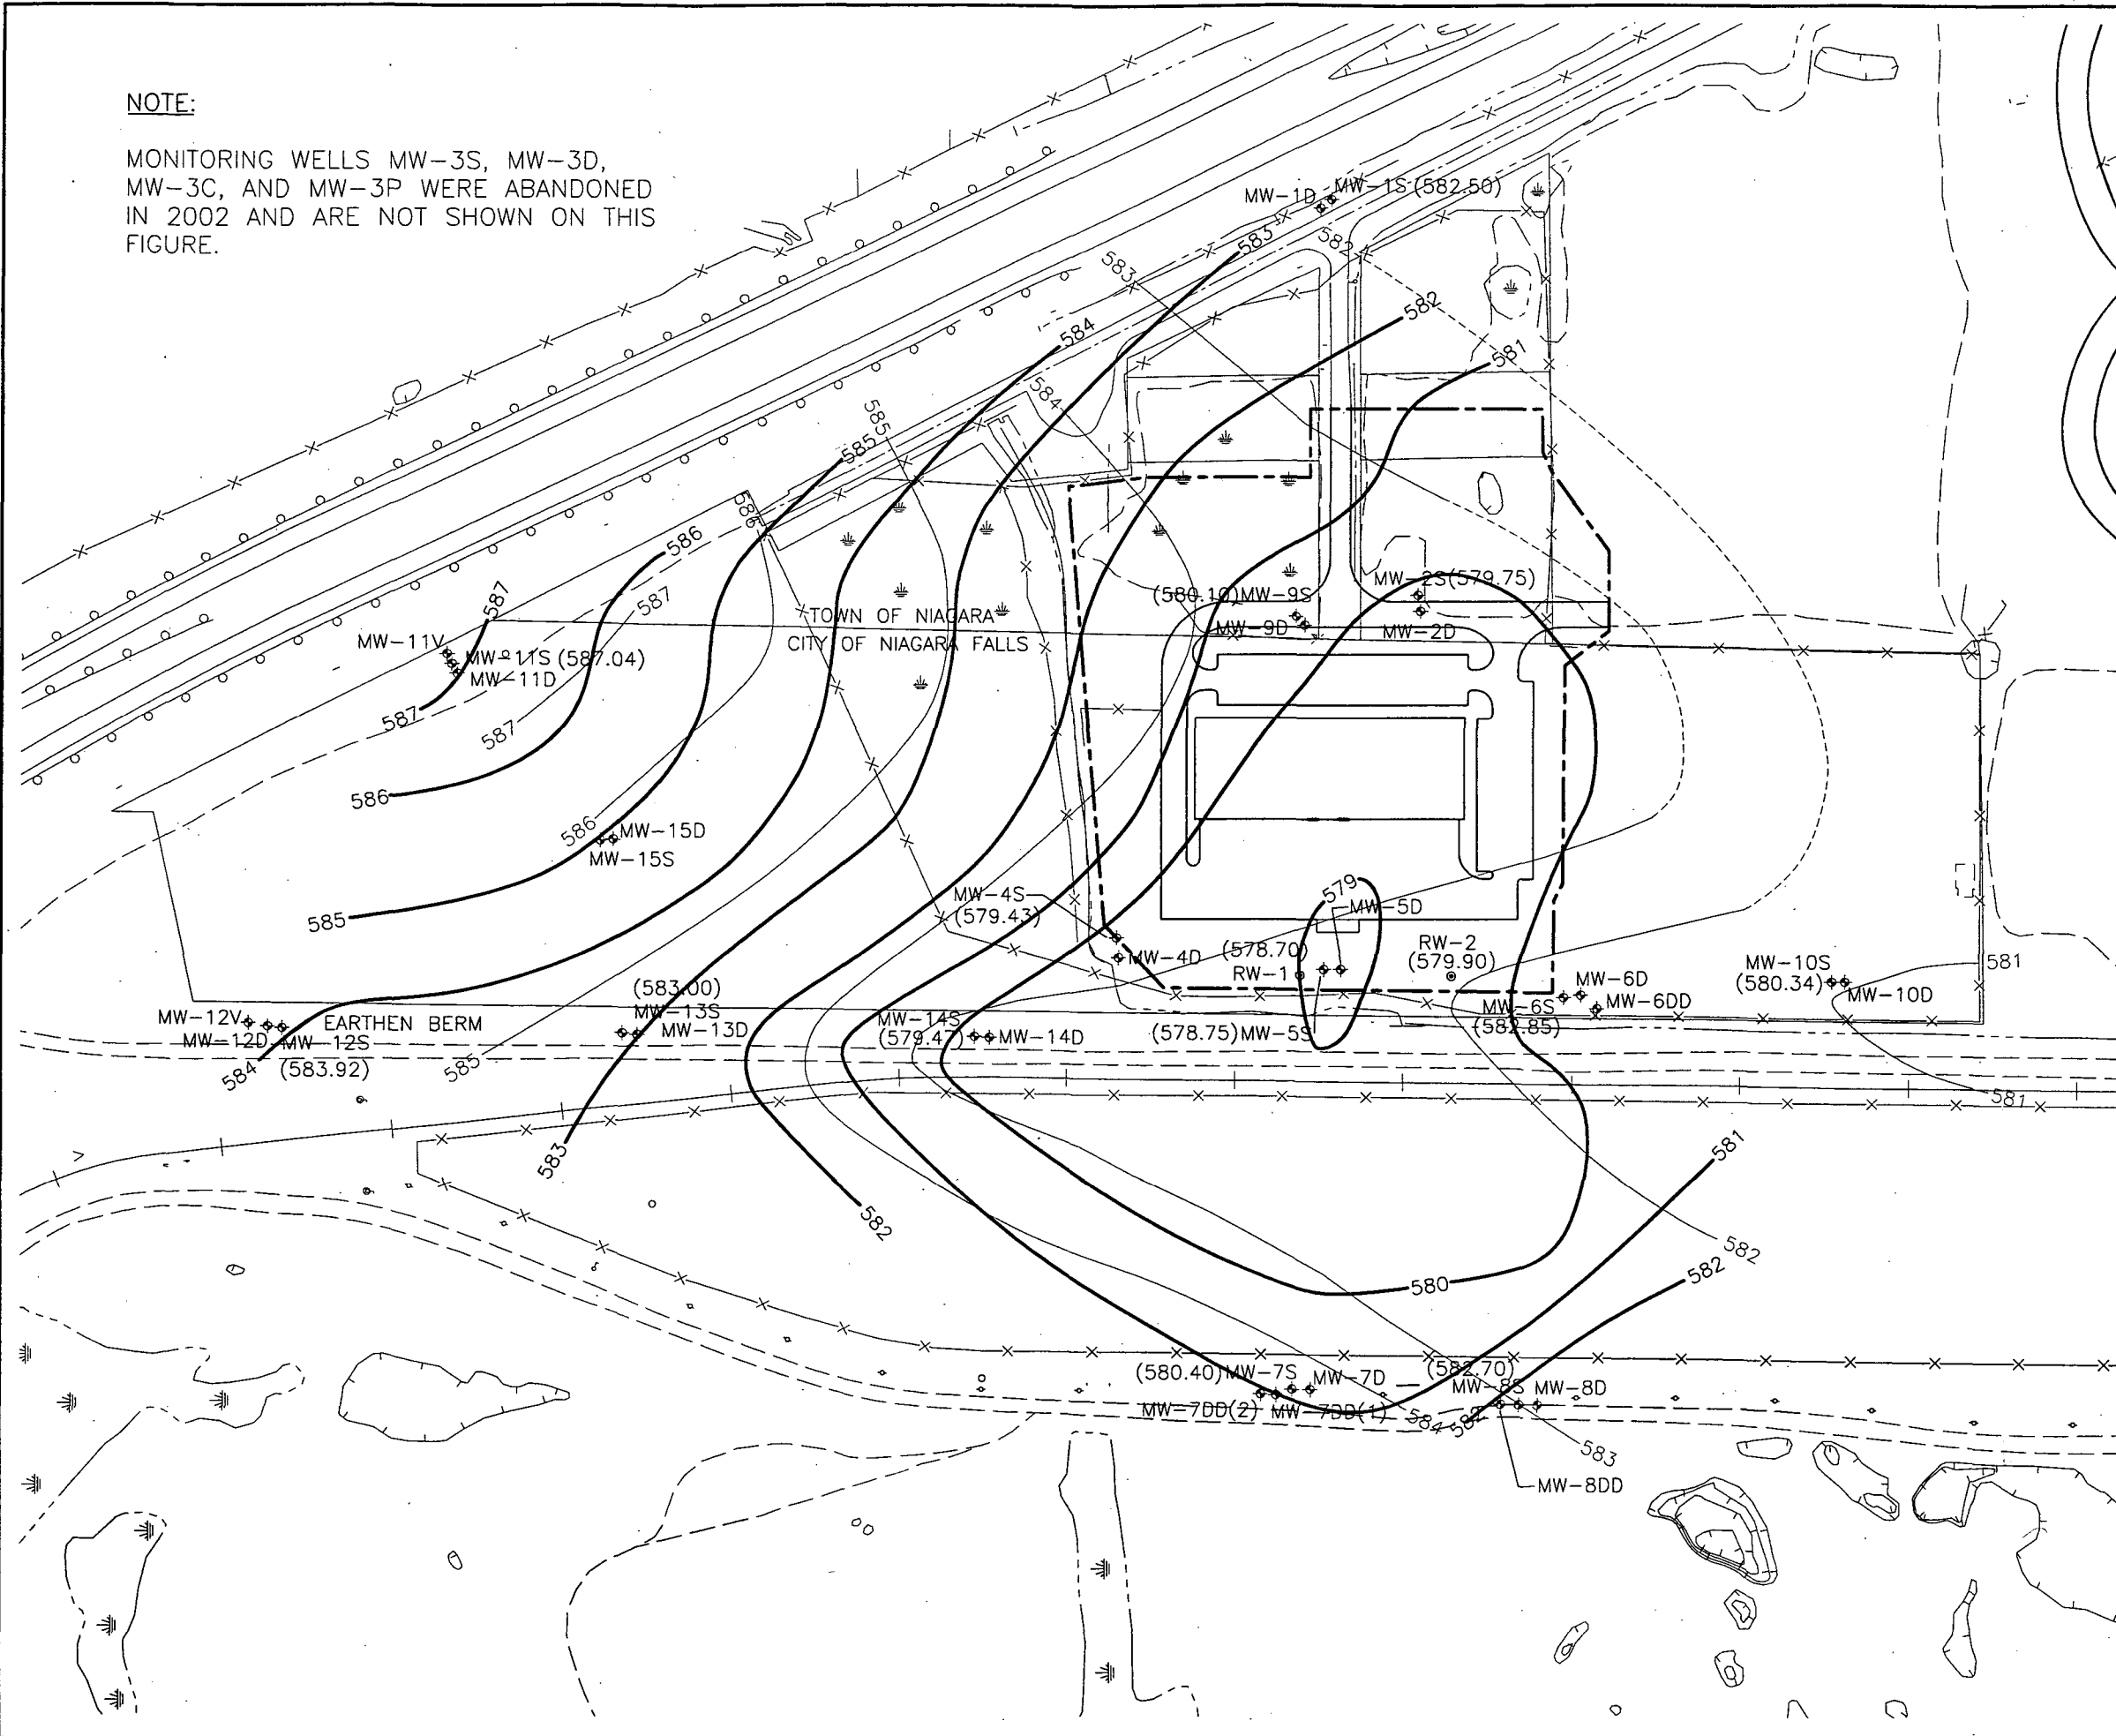 NOTE:
MONITORING WELLS MW-3S, MW-3D,
MW-3C, AND MW-3P WERE ABANDONED
IN 2002 AND ARE NOT SHOWN ON THIS
FIGURE.
MW-1D MW-1S (582.50)
583
582
583
582
584
581
584
585
585
586
586
587
587
MW-2S(579.75)
(580.10)MW-9S
TOWN OF NIAGARA
MW-9D
MW-2D
CITY OF NIAGARA FALLS
MW-11V
MW-11S (587.04)
MW-11D
587
587
586
586
MW-15D
MW-15S
585
579
MW-4S
(579.43)
MW-5D
(578.70)
RW-1
RW-2
(579.90)
MW-4D
MW-10S
(580.34)
MW-10D
581
MW-6D
MW-6S
(582.85)
MW-6DD
(583.00)
MW-13S
MW-13D
MW-14S
(579.47)
MW-14D
(578.75)MW-5S
MW-12V
EARTHEN BERM
MW-12D
MW-12S
(583.92)
584
585
581
583
581
582
582
582
580
(580.40)MW-7S
MW-7D
(582.70)
MW-8S
MW-8D
MW-7DD(2)
MW-7DD(1)
584
582
583
MW-8DD